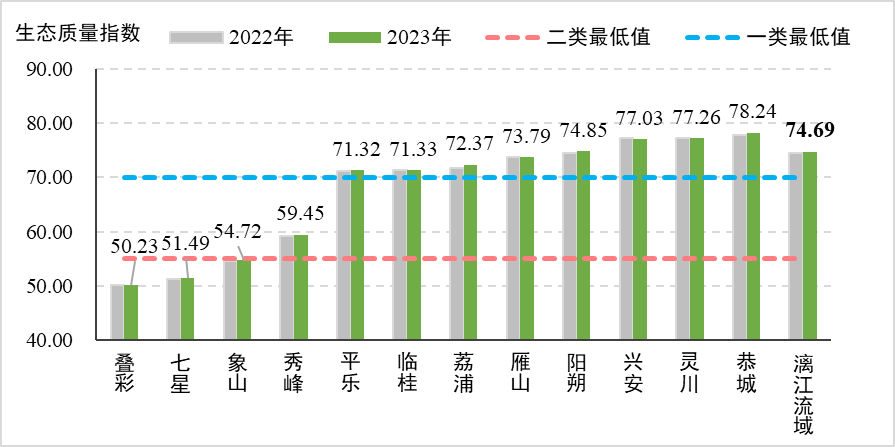 生态质量指数 2022年 2023年 二类最低值 一类最低值
90.00
80.00
70.00
60.00
50.00
40.00
50.23 51.49 54.72 59.45 71.32 71.33 72.37 73.79 74.85 77.03 77.26 78.24 74.69
叠彩
七星
象山
秀峰
平乐
临桂
荔浦
雁山
阳朔
兴安
灵川
恭城
漓江流域